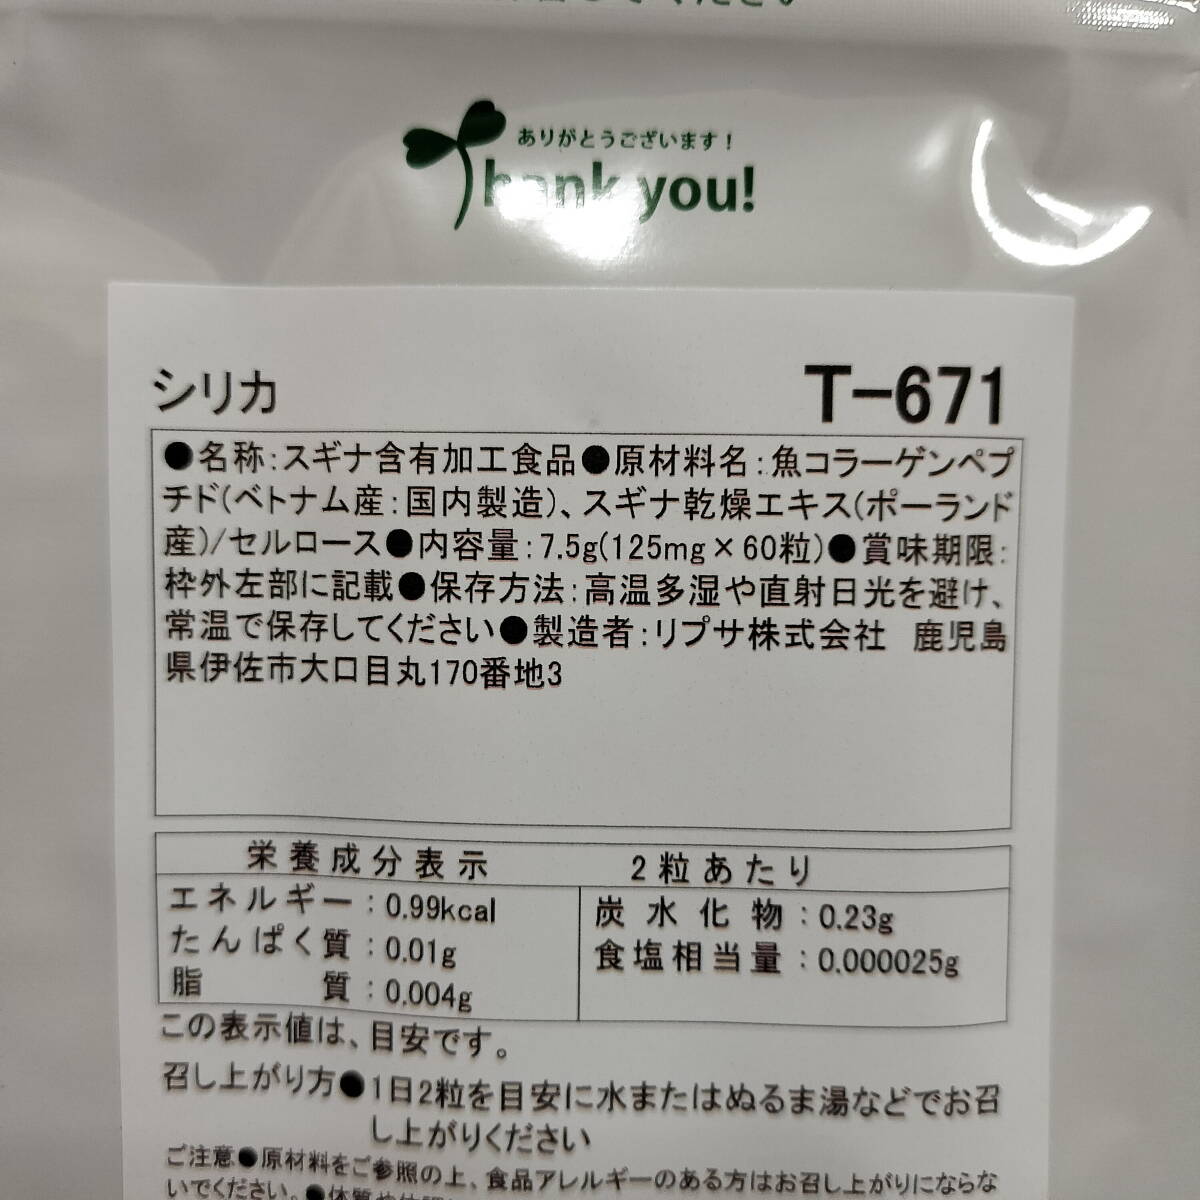 ください
ありがとうございます！
Thank you!
シリカ T-671
●名称：スギナ含有加工食品●原材料名：魚コラーゲンペプ
チド(ベトナム産：国内製造)、スギナ乾燥エキス(ポーランド
産)/セルロース●内容量：7.5g(125mg×60粒)●賞味期限：
枠外左部に記載●保存方法：高温多湿や直射日光を避け、
常温で保存してください●製造者：リプサ株式会社 鹿児島
県伊佐市大口目丸170番地3
栄養成分表示 2粒あたり
エネルギー：0.99kcal 炭水化物：0.23g
たんぱく質：0.01g 食塩相当量：0.000025g
脂質：0.004g
この表示値は、目安です。
召し上がり方●1日2粒を目安に水またはぬるま湯などでお召
し上がりください
ご注意●原材料をご参照の上、食品アレルギーのある方はお召し上がりにならな
いでください。●体質や体調